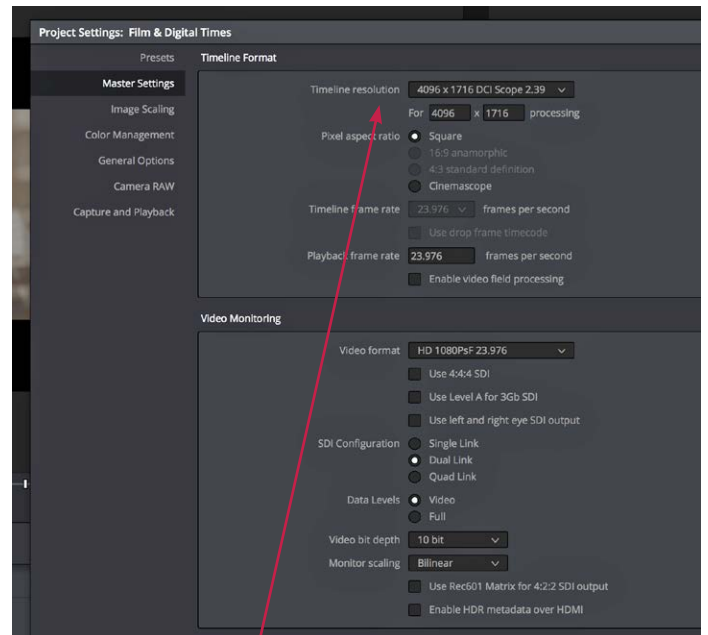 Project Settings: Film & Digital Times
Presets
Master Settings
Image Scaling
Color Management
General Options
Camera RAW
Capture and Playback
Timeline Format
Timeline resolution 4096 x 1716 DCI Scope 2.39
For 4096 x 1716 processing
Pixel aspect ratio Square
16:9 anamorphic
4:3 standard definition
Cinemascope
Timeline frame rate 23.976 frames per second
Use drop frame timecode
Playback frame rate 23.976 frames per second
Enable video field processing
Video Monitoring
Video format HD 1080PsF 23.976
Use 4:4:4 SDI
Use Level A for 3Gb SDI
Use left and right eye SDI output
SDI Configuration Single Link
Dual Link
Quad Link
Data Levels Video
Full
Video bit depth 10 bit
Monitor scaling Bilinear
Use Rec601 Matrix for 4:2:2 SDI output
Enable HDR metadata over HDMI